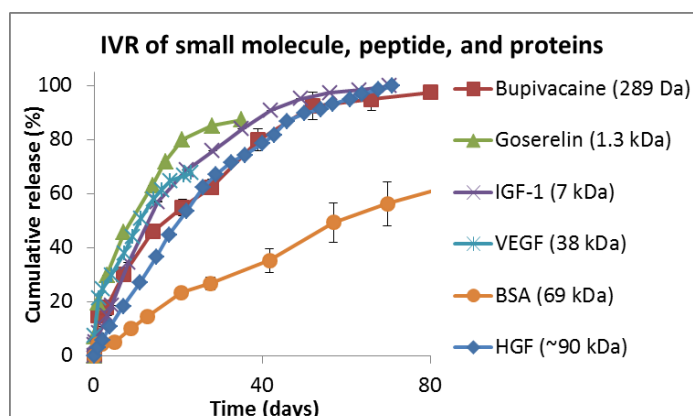 IVR of small molecule, peptide, and proteins
Cumulative release (%)
100
80
60
40
20
0
0 40 80
Time (days)
Bupivacaine (289 Da)
Goserelin (1.3 kDa)
IGF-1 (7 kDa)
VEGF (38 kDa)
BSA (69 kDa)
HGF (~90 kDa)